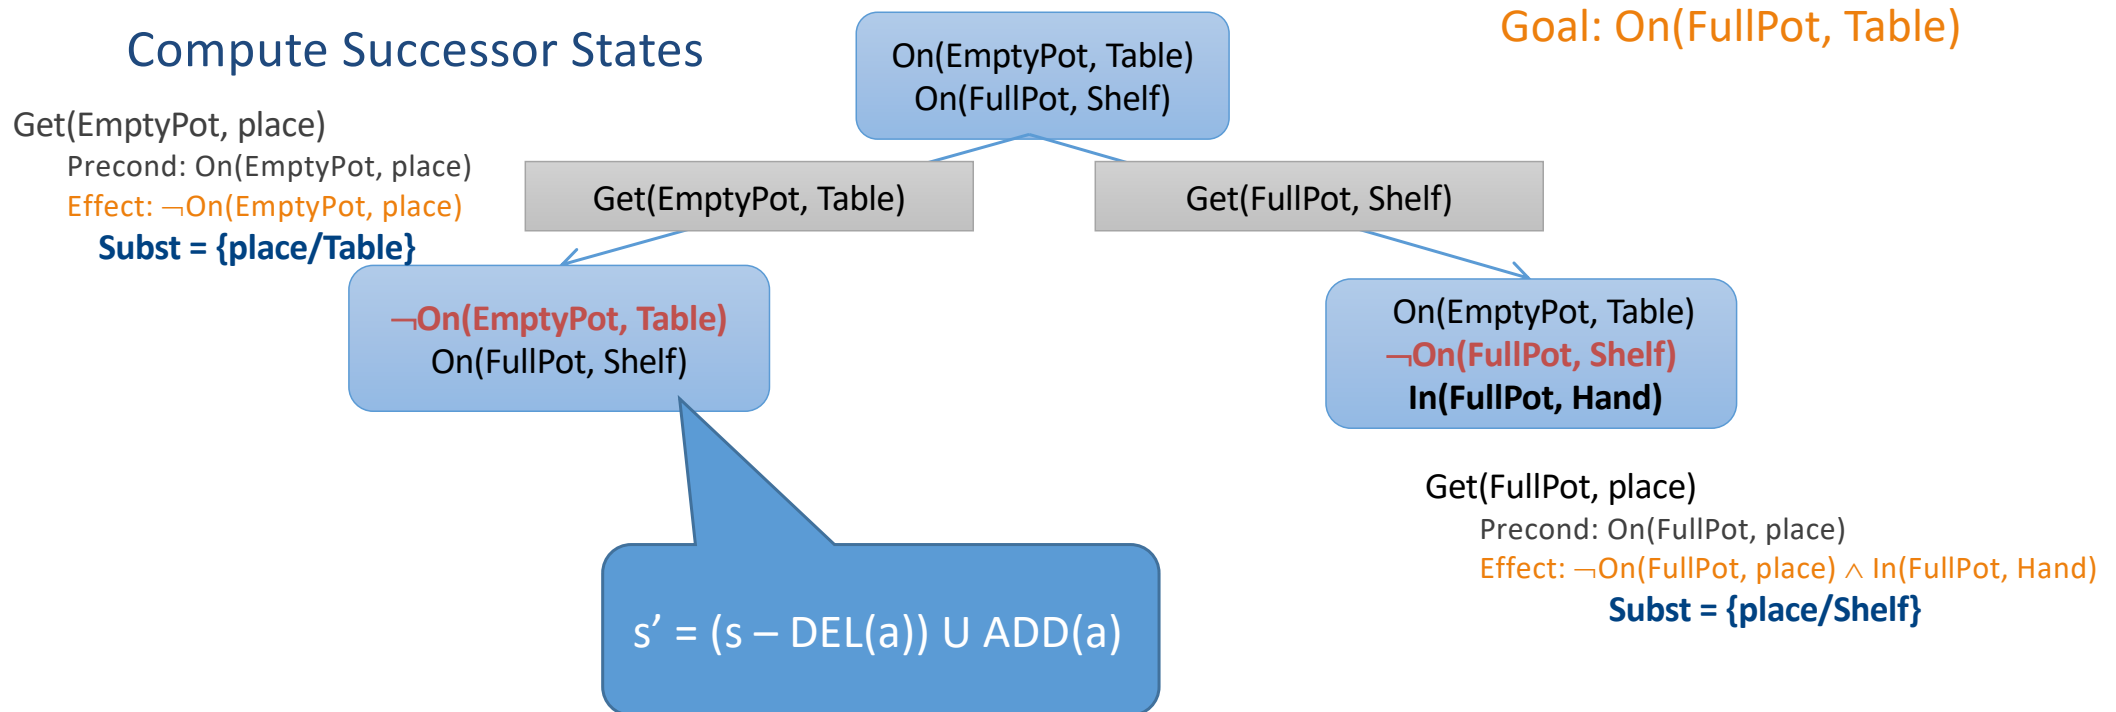 Compute Successor States
Goal: On(FullPot, Table)
On(EmptyPot, Table)
On(FullPot, Shelf)
Get(EmptyPot, place)
Precond: On(EmptyPot, place)
Effect: ¬On(EmptyPot, place)
Subst = {place/Table}
Get(EmptyPot, Table)
Get(FullPot, Shelf)
¬On(EmptyPot, Table)
On(FullPot, Shelf)
On(EmptyPot, Table)
¬On(FullPot, Shelf)
In(FullPot, Hand)
Get(FullPot, place)
Precond: On(FullPot, place)
Effect: ¬On(FullPot, place) ∧ In(FullPot, Hand)
Subst = {place/Shelf}
s’ = (s – DEL(a)) U ADD(a)